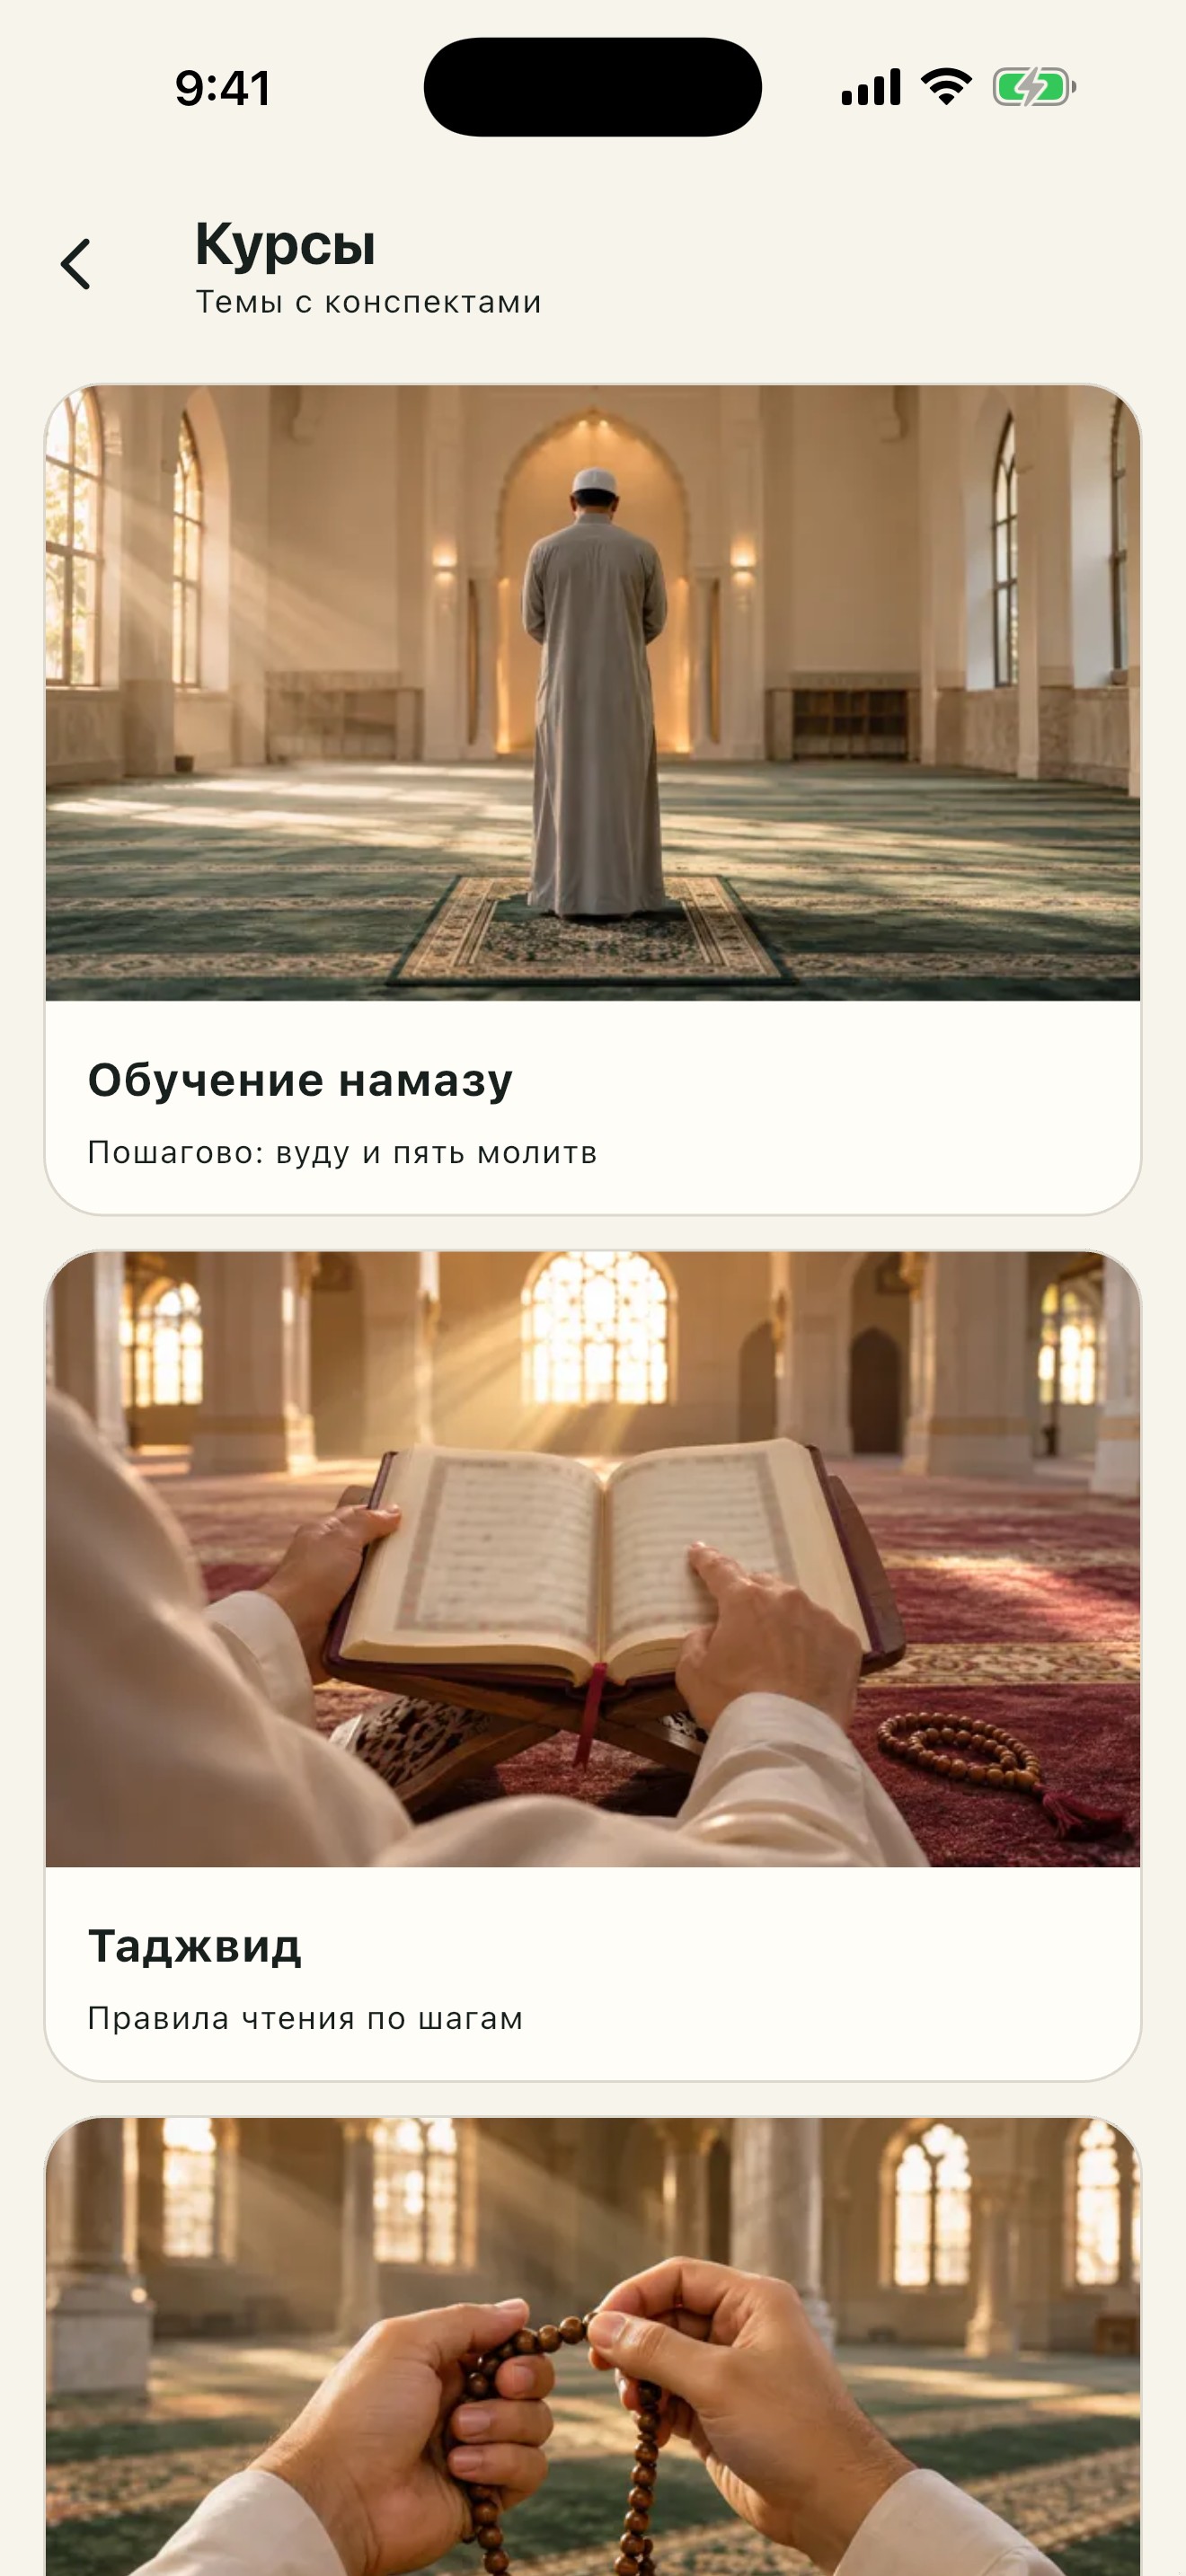 9:41
Курсы
Темы с конспектами
Обучение намазу
Пошагово: вуду и пять молитв
Таджвид
Правила чтения по шагам